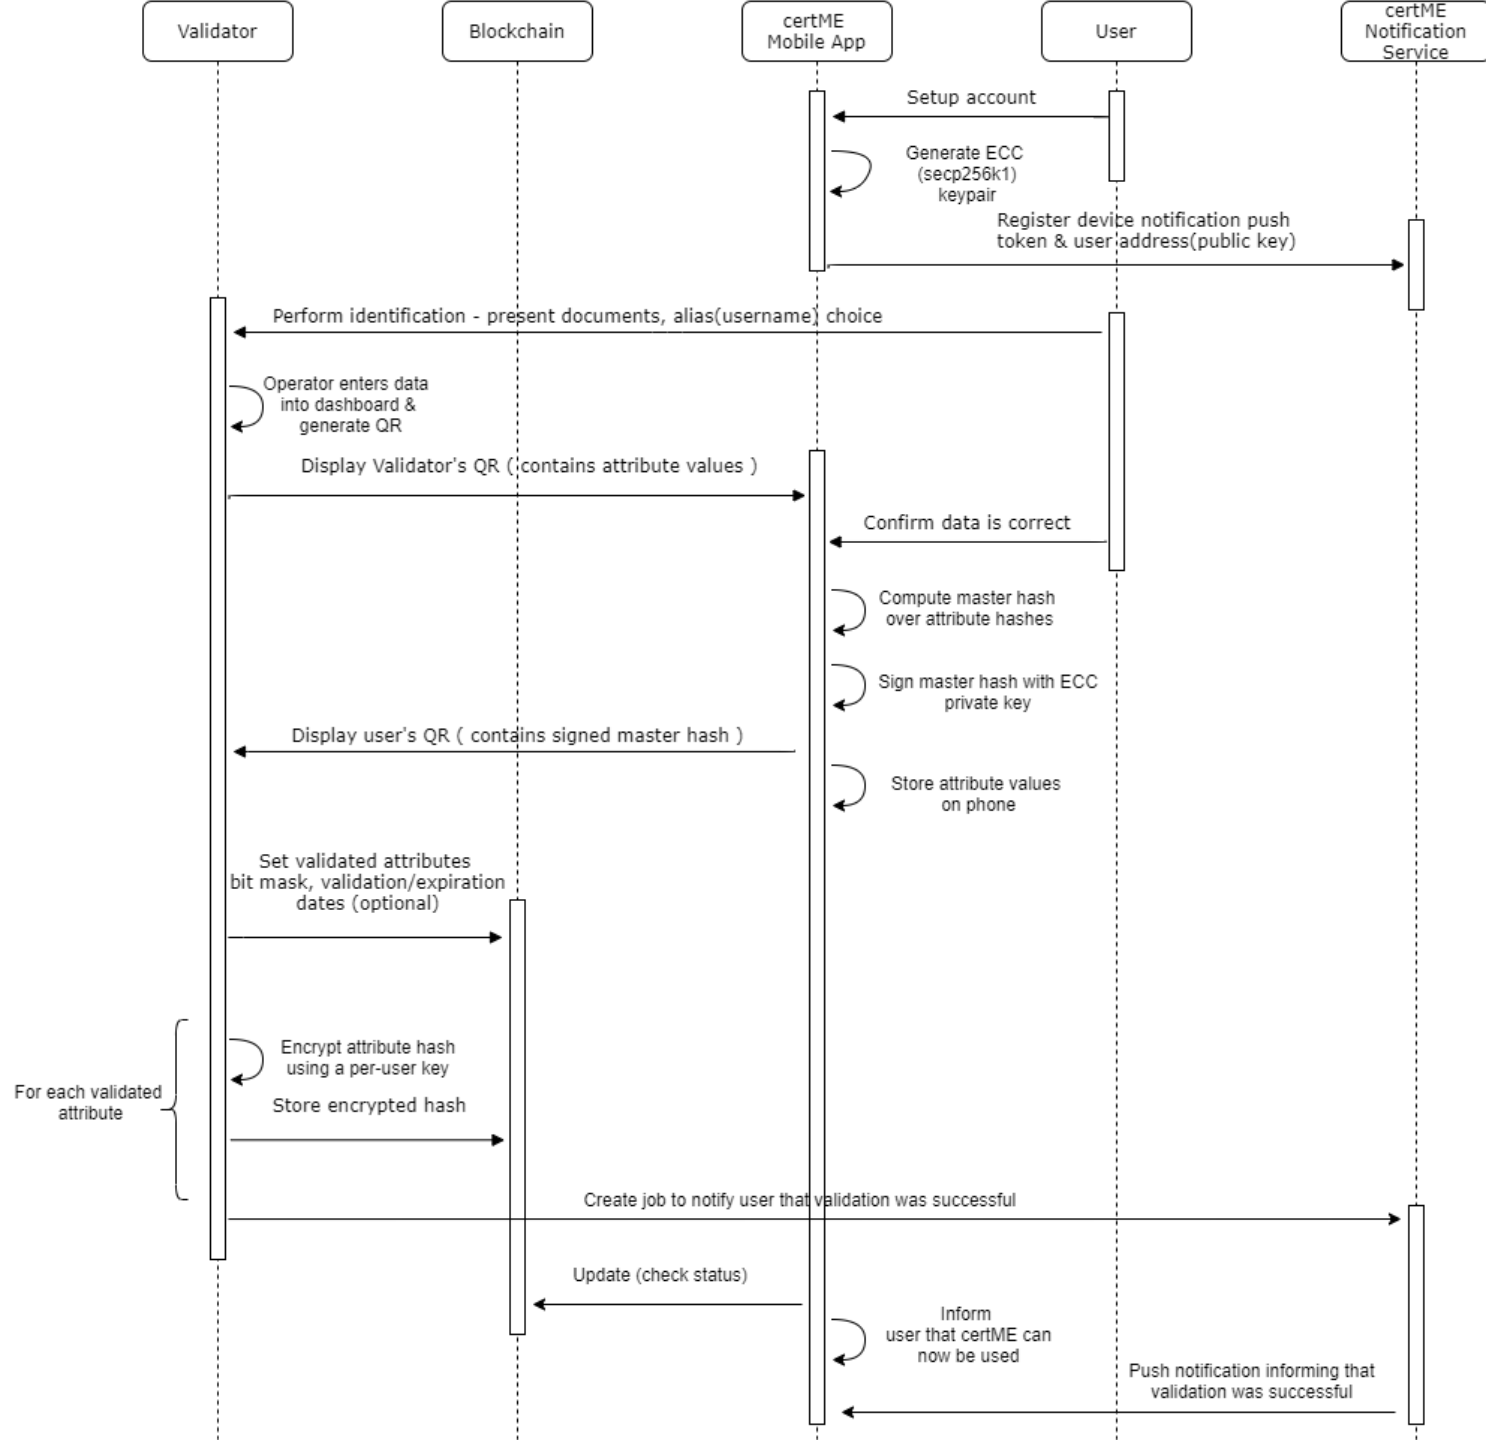 Validator
Blockchain
certME
Mobile App
User
certME
Notification
Service
Setup account
Generate ECC
(secp256k1)
keypair
Register device notification push
token & user address(public key)
Perform identification - present documents, alias(username) choice
Operator enters data
into dashboard &
generate QR
Display Validator's QR ( contains attribute values )
Confirm data is correct
Compute master hash
over attribute hashes
Sign master hash with ECC
private key
Display user's QR ( contains signed master hash )
Store attribute values
on phone
Set validated attributes
bit mask, validation/expiration
dates (optional)
Encrypt attribute hash
using a per-user key
For each validated
attribute
Store encrypted hash
Create job to notify user that validation was successful
Update (check status)
Inform
user that certME can
now be used
Push notification informing that
validation was successful